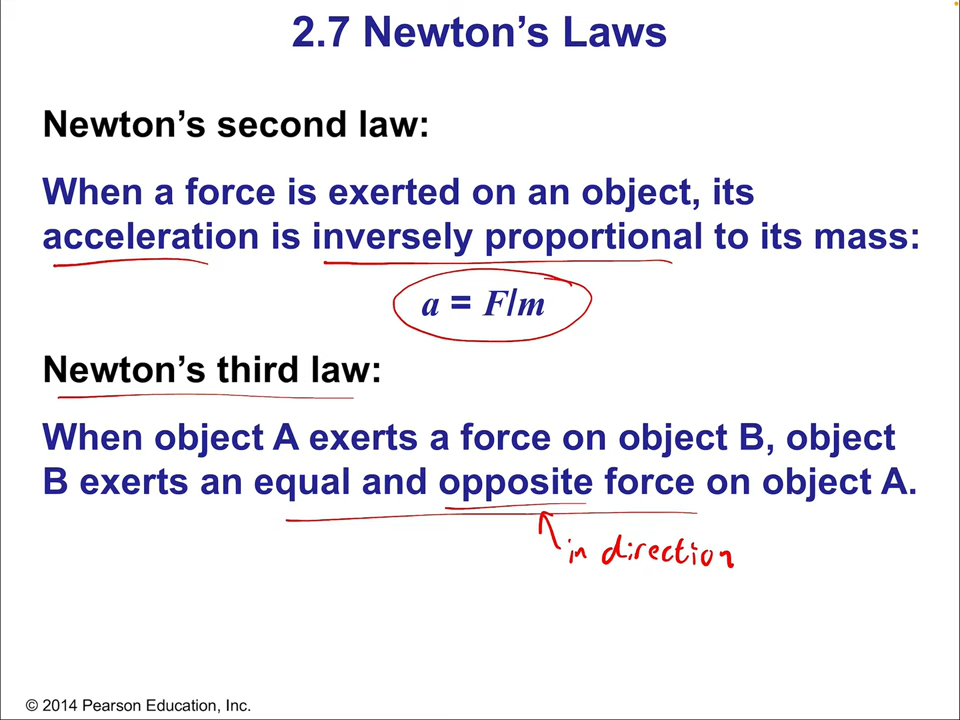 2.7 Newton’s Laws
Newton’s second law:
When a force is exerted on an object, its
acceleration is inversely proportional to its mass:
a = F/m
Newton’s third law:
When object A exerts a force on object B, object
B exerts an equal and opposite force on object A.
in direction
© 2014 Pearson Education, Inc.